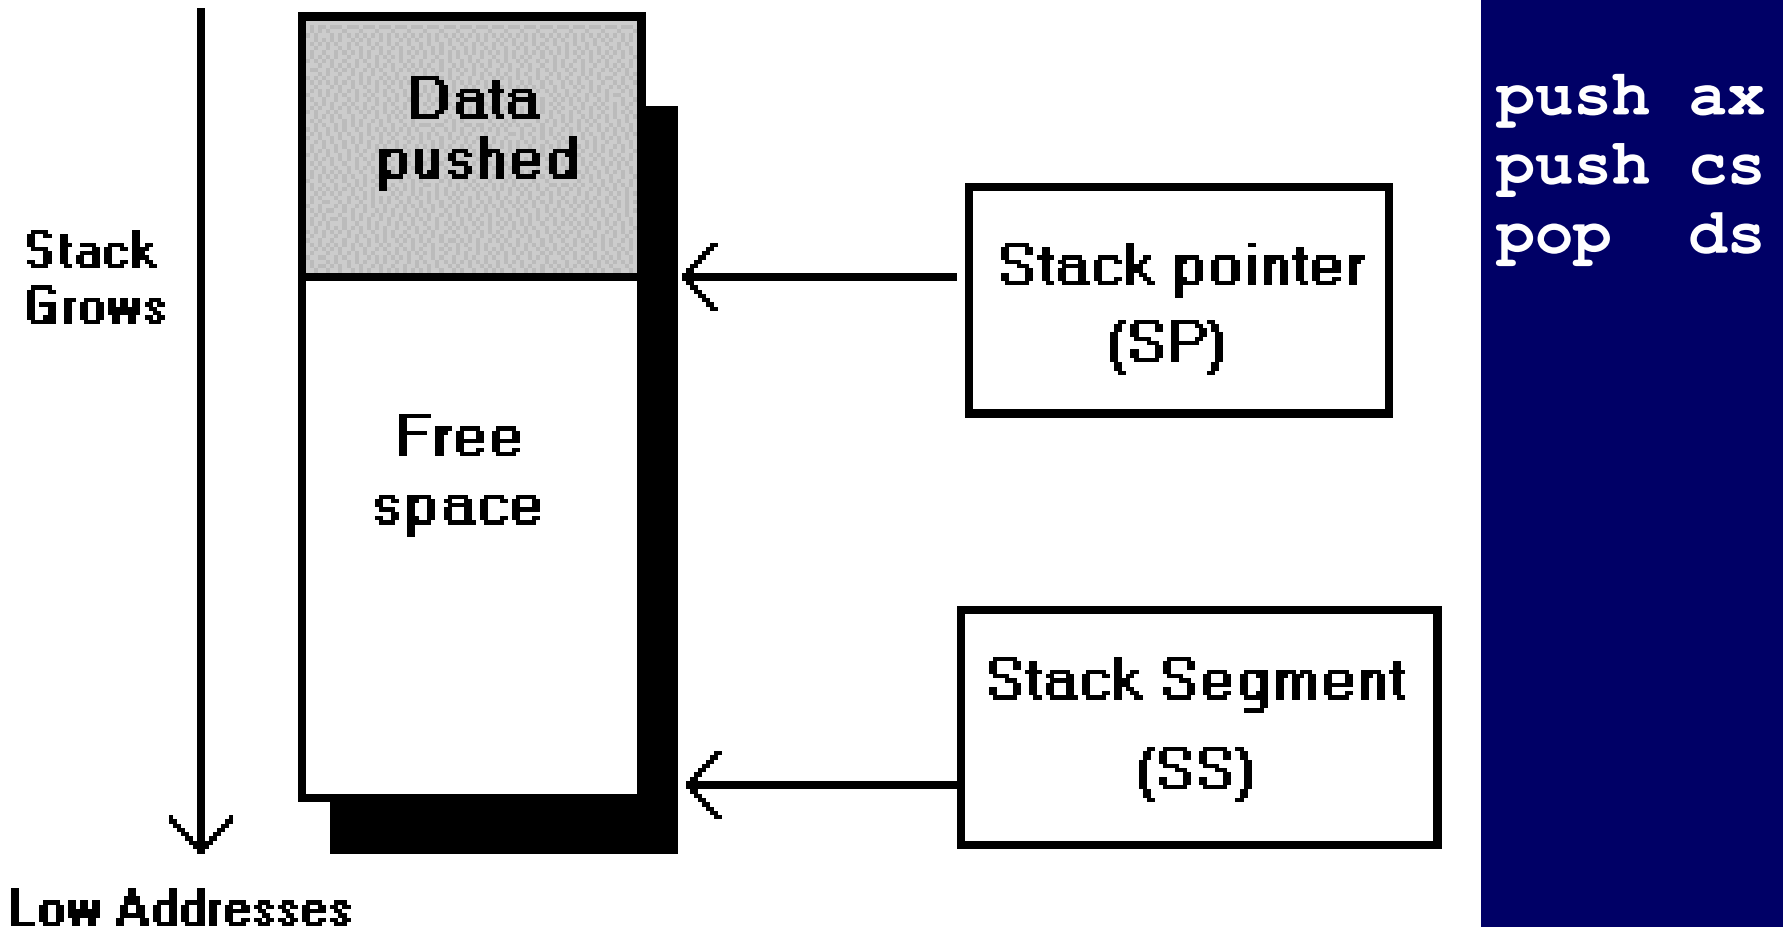 Data
pushed
Stack
Grows
Free
space
Low Addresses
Stack pointer
(SP)
Stack Segment
(SS)
push ax
push cs
pop ds